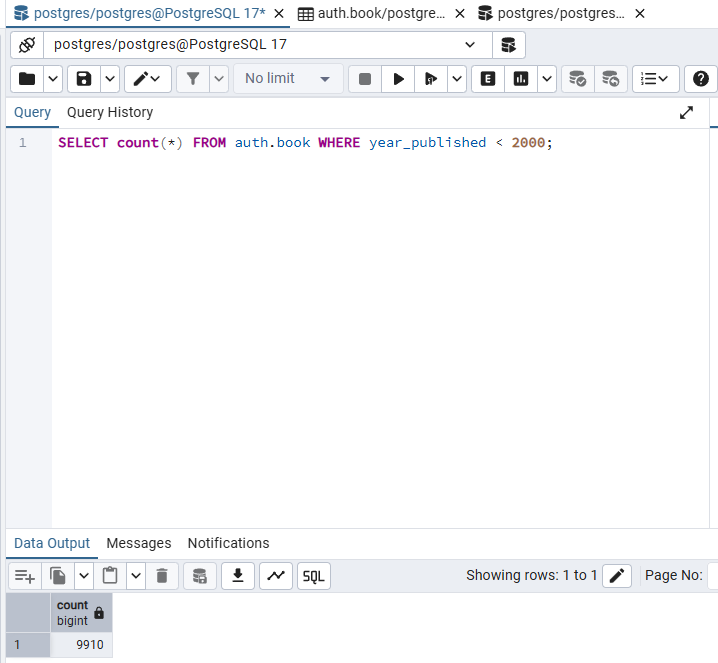 postgres/postgres@PostgreSQL 17* auth.book/postgre... postgres/postgres...
postgres/postgres@PostgreSQL 17
No limit
Query Query History
1 SELECT count(*) FROM auth.book WHERE year_published < 2000;
Data Output Messages Notifications
SQL Showing rows: 1 to 1 Page No:
count
bigint
1 9910